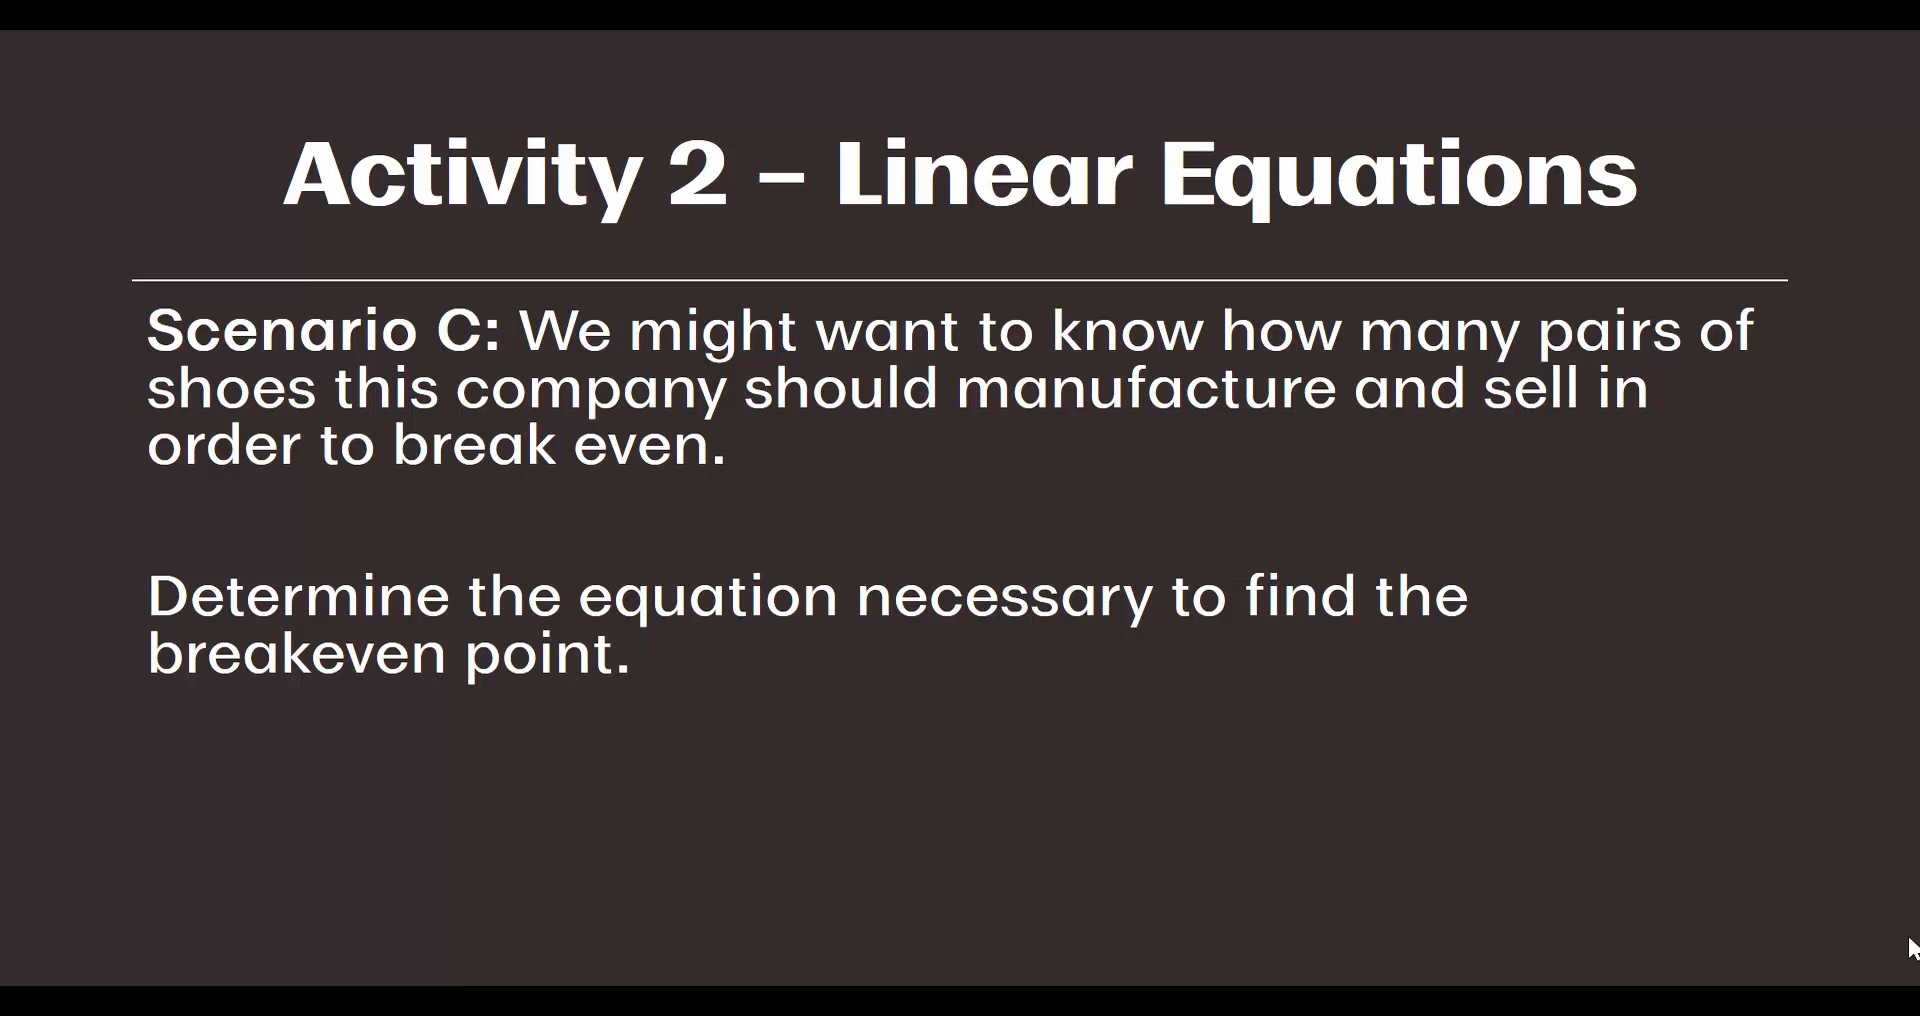 Activity 2 – Linear Equations
Scenario C: We might want to know how many pairs of
shoes this company should manufacture and sell in
order to break even.
Determine the equation necessary to find the
breakeven point.